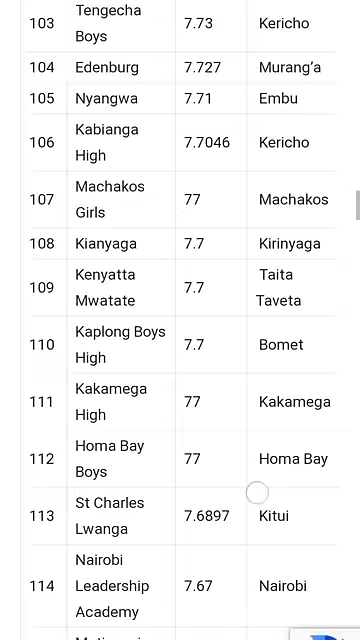 103 Tengecha Boys 7.73 Kericho
104 Edenburg 7.727 Murang’a
105 Nyangwa 7.71 Embu
106 Kabianga High 7.7046 Kericho
107 Machakos Girls 77 Machakos
108 Kianyaga 7.7 Kirinyaga
109 Kenyatta Mwatate 7.7 Taita Taveta
110 Kaplong Boys High 7.7 Bomet
111 Kakamega High 77 Kakamega
112 Homa Bay Boys 77 Homa Bay
113 St Charles Lwanga 7.6897 Kitui
114 Nairobi Leadership Academy 7.67 Nairobi